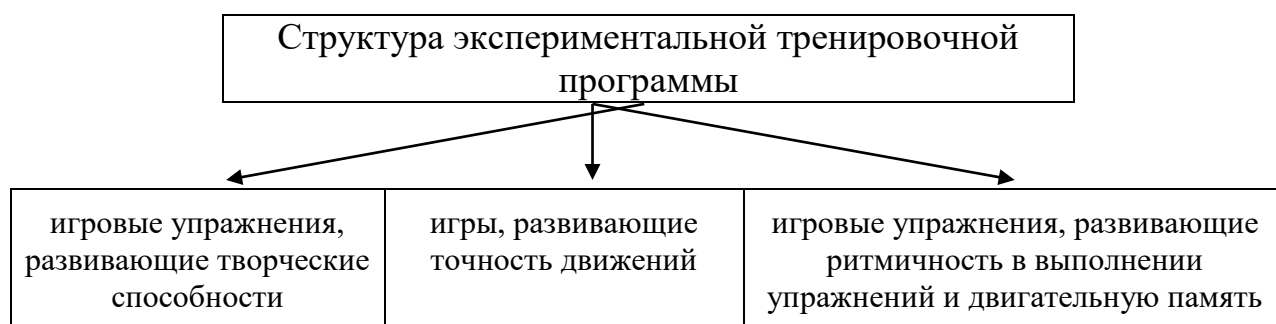 Структура экспериментальной тренировочной
программы
игровые упражнения,
развивающие творческие
способности
игры, развивающие
точность движений
игровые упражнения, развивающие
ритмичность в выполнении
упражнений и двигательную память